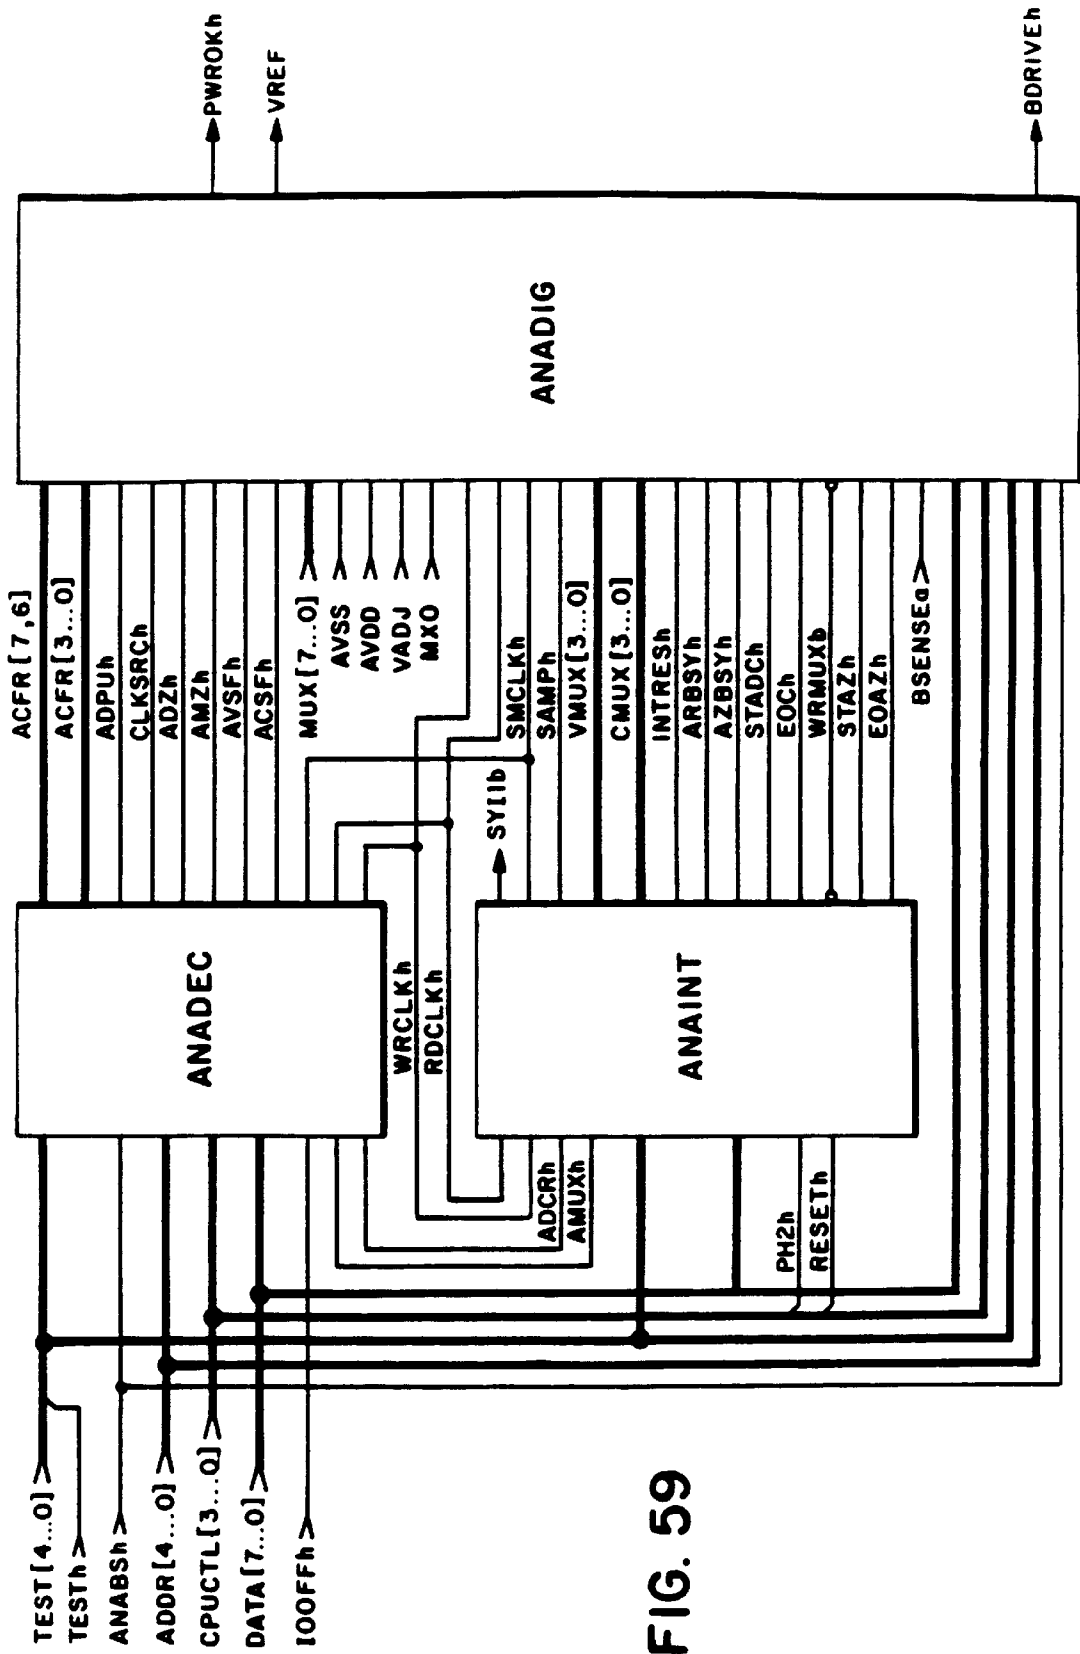 TEST[4...0]
TESTh
ANABSh
ADDR[4...0]
CPUCTL[3...0]
DATA[7...0]
IOOFFh
ANADEC
ACFR[7,6]
ACFR[3...0]
ADPUh
CLKSRCh
ADZh
AMZh
AVSFh
ACSFh
MUX[7...0]
AVSS
AVDD
VADJ
MXO
WRCLKh
RDCLKh
ADCRh
AMUXh
PH2h
RESETh
ANAINT
SYI1b
SMCLKh
SAMPh
VMUX[3...0]
CMUX[3...0]
INTRESh
ARBSYh
AZBSYh
STADCh
EOCh
WRMUXb
STAZh
EOAZh
BSENSEa
ANADIG
PWROKh
VREF
BDRIVEh
FIG. 59